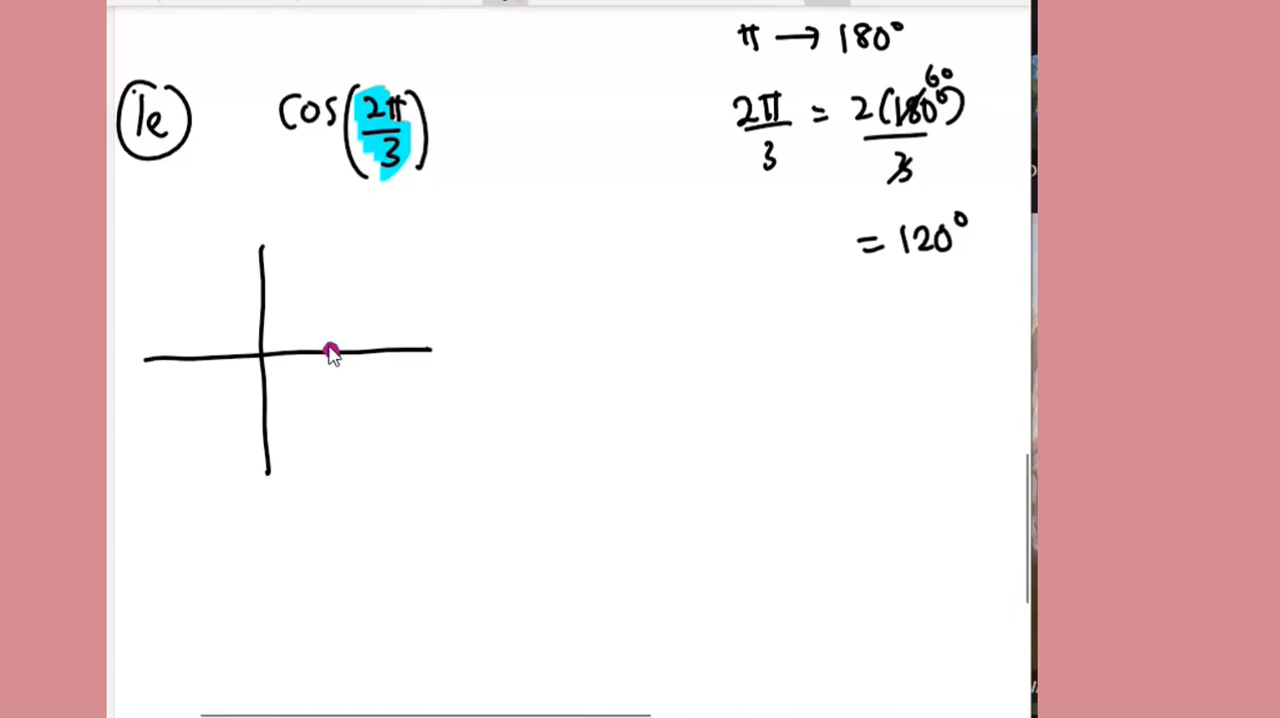 π → 180°
1e cos(2π/3) 2π/3 = 2(180°)/3 60
= 120°